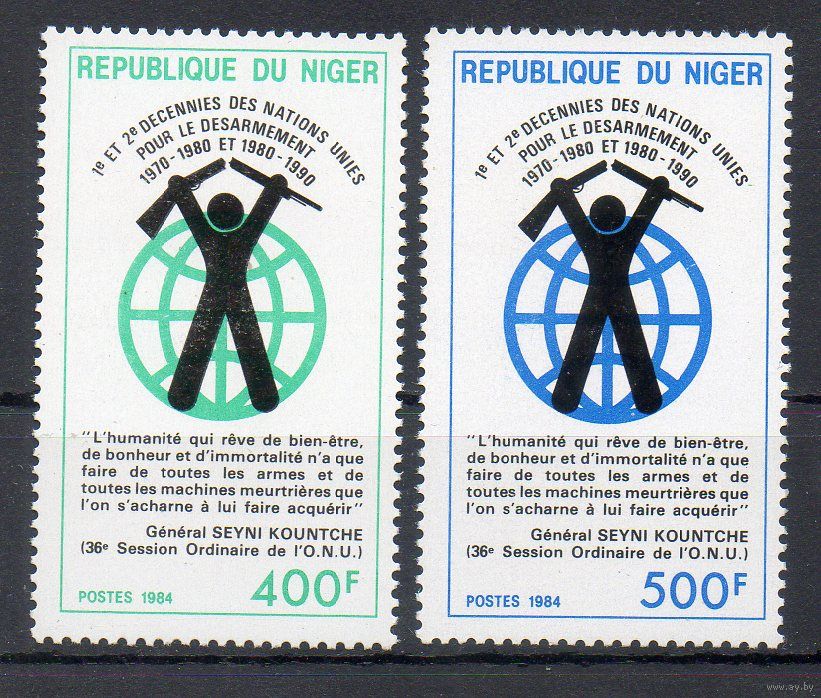 REPUBLIQUE DU NIGER
1e ET 2e DECENNIES DES NATIONS UNIES
POUR LE DESARMEMENT
1970-1980 ET 1980-1990
"L'humanité qui rêve de bien-être,
de bonheur et d'immortalité n'a que
faire de toutes les armes et de
toutes les machines meurtrières que
l'on s'acharne à lui faire acquérir"
Général SEYNI KOUNTCHE
(36e Session Ordinaire de l'O.N.U.)
POSTES 1984 400F
REPUBLIQUE DU NIGER
1e ET 2e DECENNIES DES NATIONS UNIES
POUR LE DESARMEMENT
1970-1980 ET 1980-1990
"L'humanité qui rêve de bien-être,
de bonheur et d'immortalité n'a que
faire de toutes les armes et de
toutes les machines meurtrières que
l'on s'acharne à lui faire acquérir"
Général SEYNI KOUNTCHE
(36e Session Ordinaire de l'O.N.U.)
POSTES 1984 500F
www.ay.by